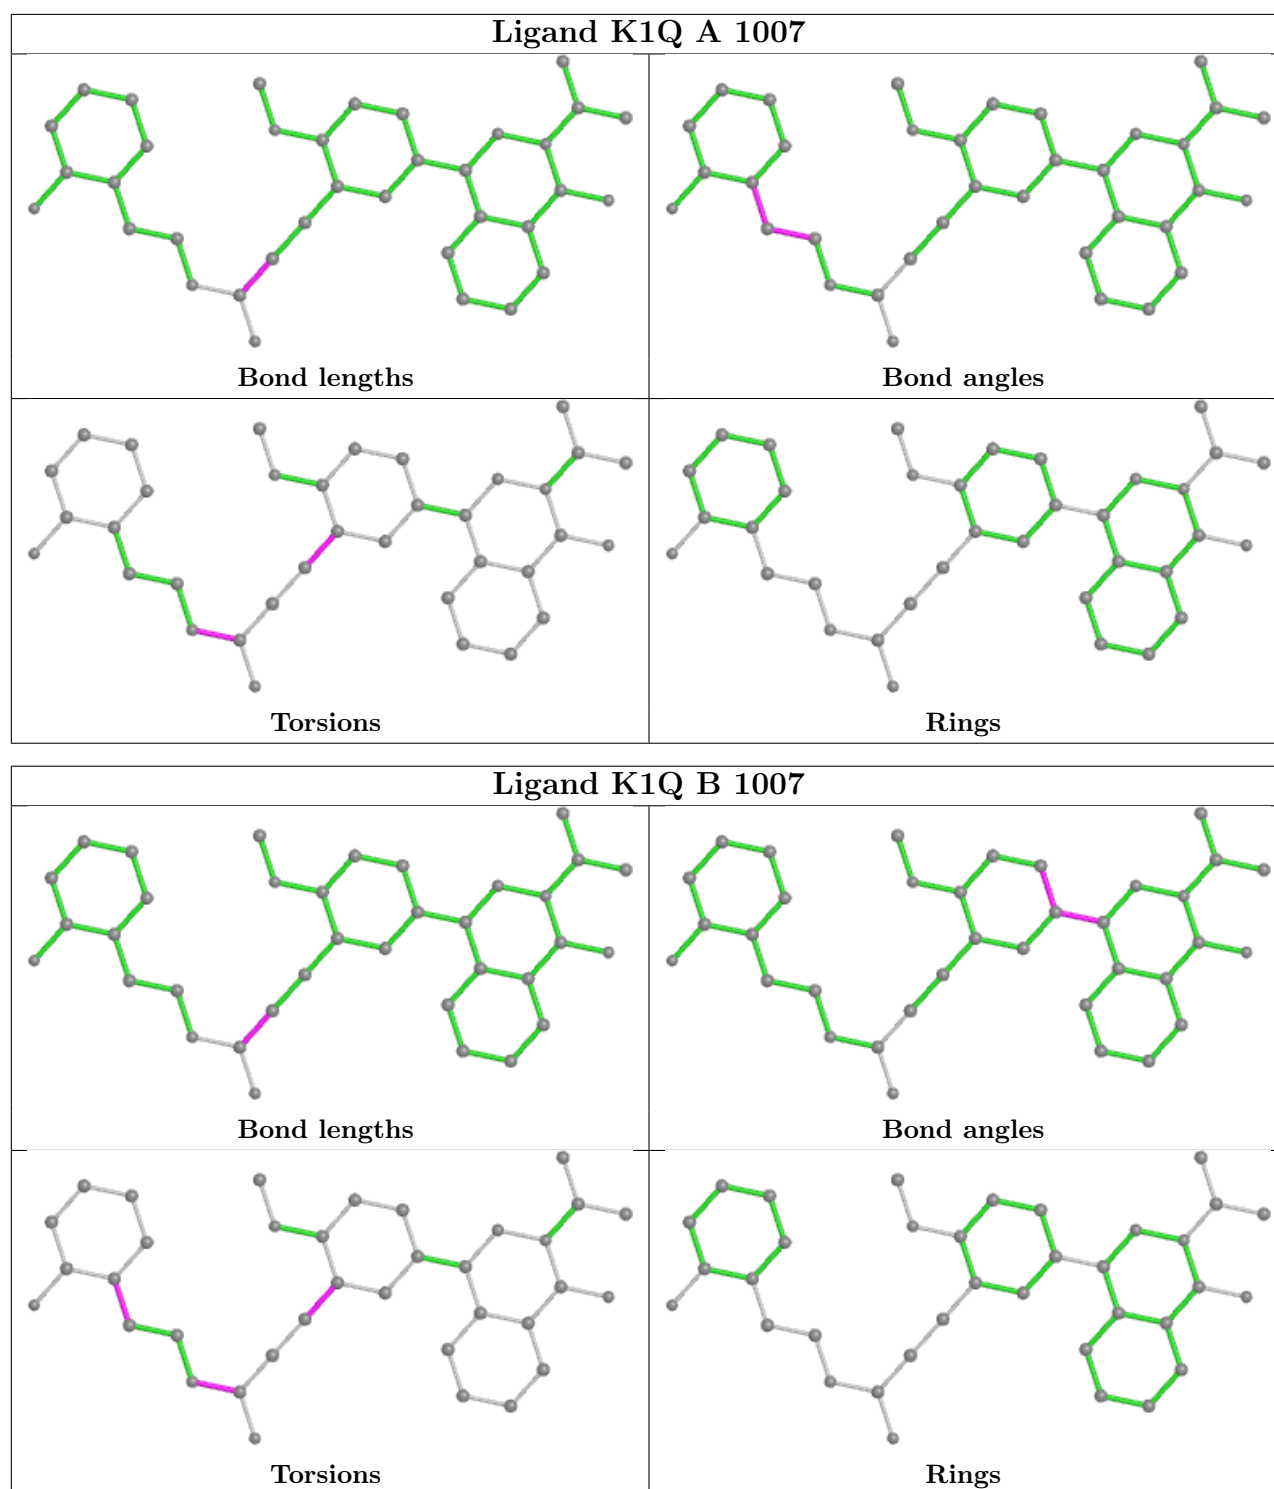 Ligand K1Q A 1007
Bond lengths
Bond angles
Torsions
Rings
Ligand K1Q B 1007
Bond lengths
Bond angles
Torsions
Rings